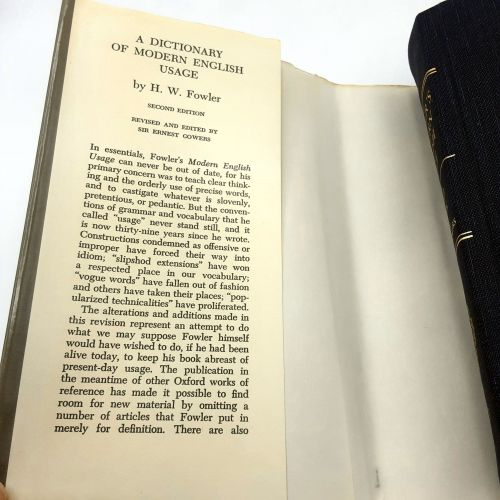 A DICTIONARY
OF MODERN ENGLISH
USAGE
by H. W. Fowler
SECOND EDITION
REVISED AND EDITED BY
SIR ERNEST GOWERS
In essentials, Fowler's Modern English
Usage can never be out of date, for his
primary concern was to teach clear think-
ing and the orderly use of precise words,
and to castigate whatever is slovenly,
pretentious, or pedantic. But the conven-
tions of grammar and vocabulary that he
called "usage" never stand still, and it
is now thirty-nine years since he wrote.
Constructions condemned as offensive or
improper have forced their way into
idiom; "slipshod extensions" have won
a respected place in our vocabulary;
"vogue words" have fallen out of fashion
and others have taken their places; "pop-
ularized technicalities" have proliferated.
The alterations and additions made in
this revision represent an attempt to do
what we may suppose Fowler himself
would have wished to do, if he had been
alive today, to keep his book abreast of
present-day usage. The publication in
the meantime of other Oxford works of
reference has made it possible to find
room for new material by omitting a
number of articles that Fowler put in
merely for definition. There are also